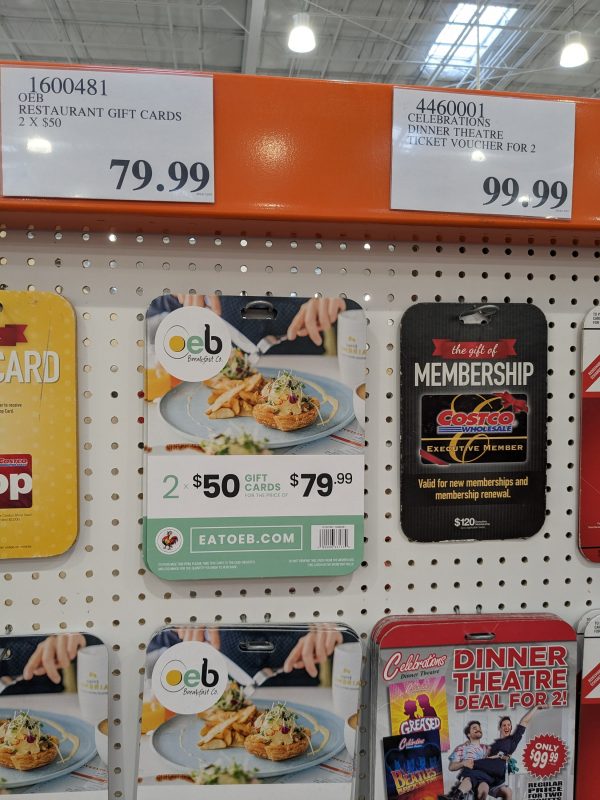 1600481
OEB
RESTAURANT GIFT CARDS
2 X $50
79.99
4460001
CELEBRATIONS
DINNER THEATRE
TICKET VOUCHER FOR 2
99.99
CARD
op
oeb
Breakfast Co.
2 × $50 GIFT CARDS FOR THE PRICE OF $79.99
EATOEB.COM
the gift of
MEMBERSHIP
COSTCO
WHOLESALE
EXECUTIVE MEMBER
Valid for new memberships and
membership renewal.
$120
oeb
Breakfast Co.
Celebrations
Dinner Theatre
DINNER
THEATRE
DEAL FOR 2!
GREASED
Celebrations
BEATLES
ONLY
$99.99
REGULAR
PRICE
FOR TWO